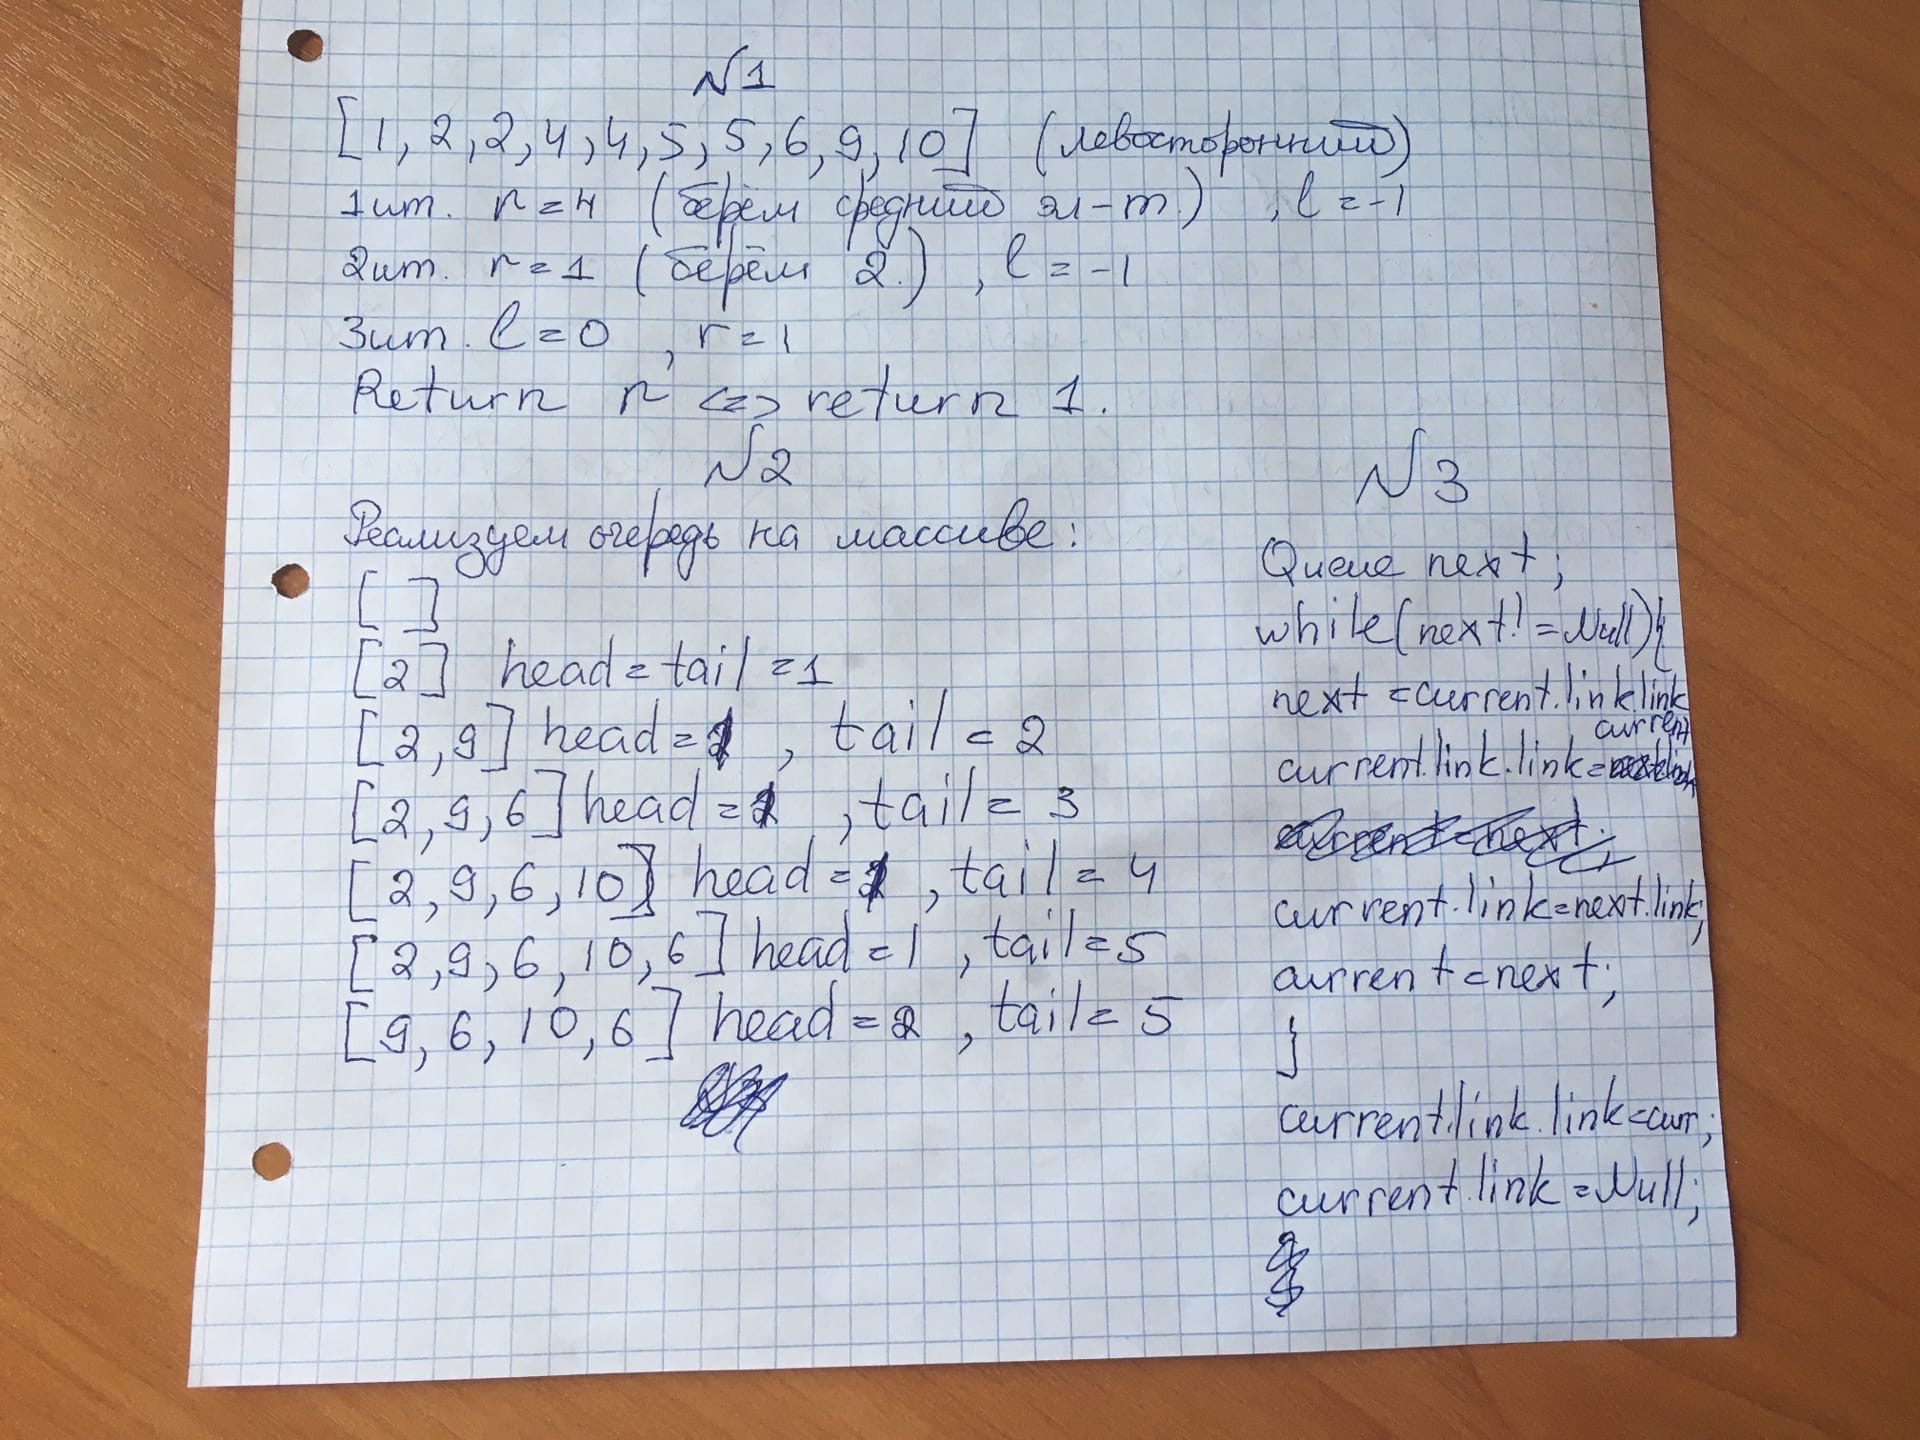 №1
[1, 2, 2, 4, 4, 5, 5, 6, 9, 10] (левосторонний)
1ит. r=4 (берём средний эл-т.), l=-1
2ит. r=1 (берём 2.), l=-1
3ит. l=0, r=1
Return r <=> return 1.
№2
Реализуем очередь на массиве:
[ ]
[2] head=tail=1
[2,9] head=1, tail=2
[2,9,6] head=1, tail=3
[2,9,6,10] head=1, tail=4
[2,9,6,10,6] head=1, tail=5
[9,6,10,6] head=2, tail=5
№3
Queue next;
while(next!=Null){
next=current.link.link
current.link.link=current
current.link=next.link;
current=next;
}
current.link.link=curr;
current.link=Null;